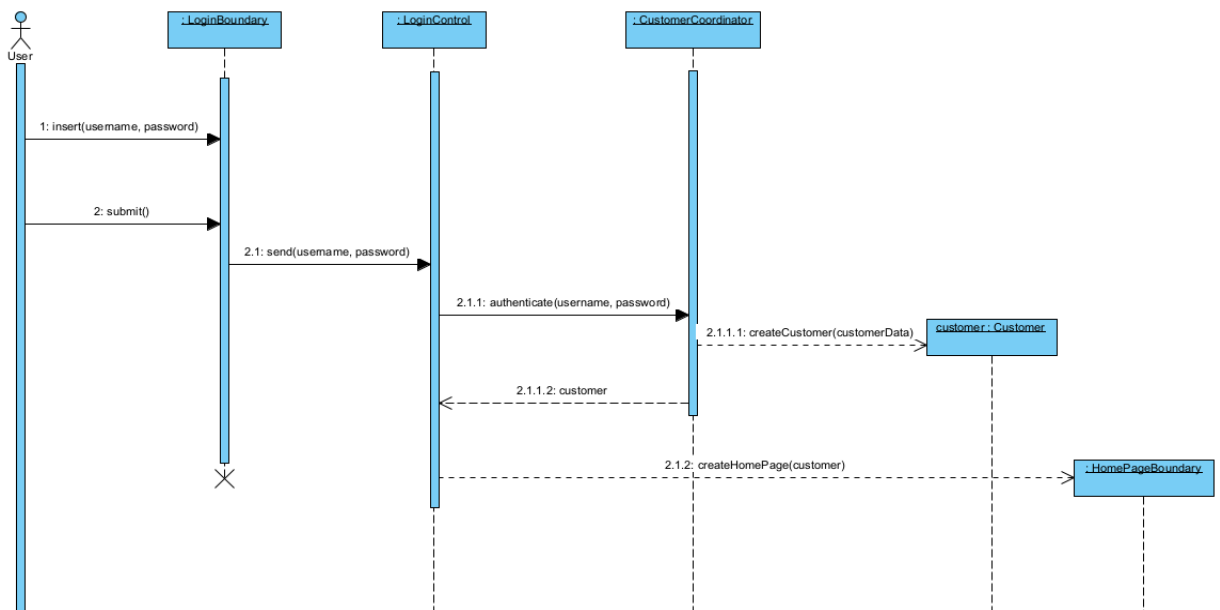 : LoginBoundary
: LoginControl
: CustomerCoordinator
User
1: insert(username, password)
2: submit()
2.1: send(username, password)
2.1.1: authenticate(username, password)
2.1.1.1: createCustomer(customerData)
customer : Customer
2.1.1.2: customer
2.1.2: createHomePage(customer)
: HomePageBoundary